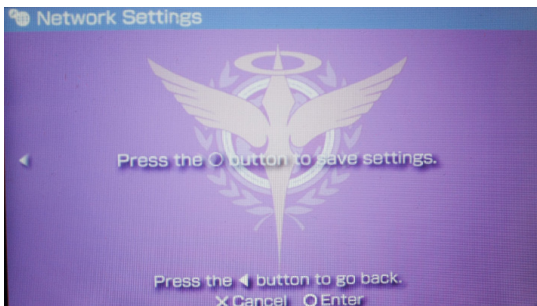 Network Settings
Press the ○ button to save settings.
Press the ◀ button to go back.
✕ Cancel ○ Enter